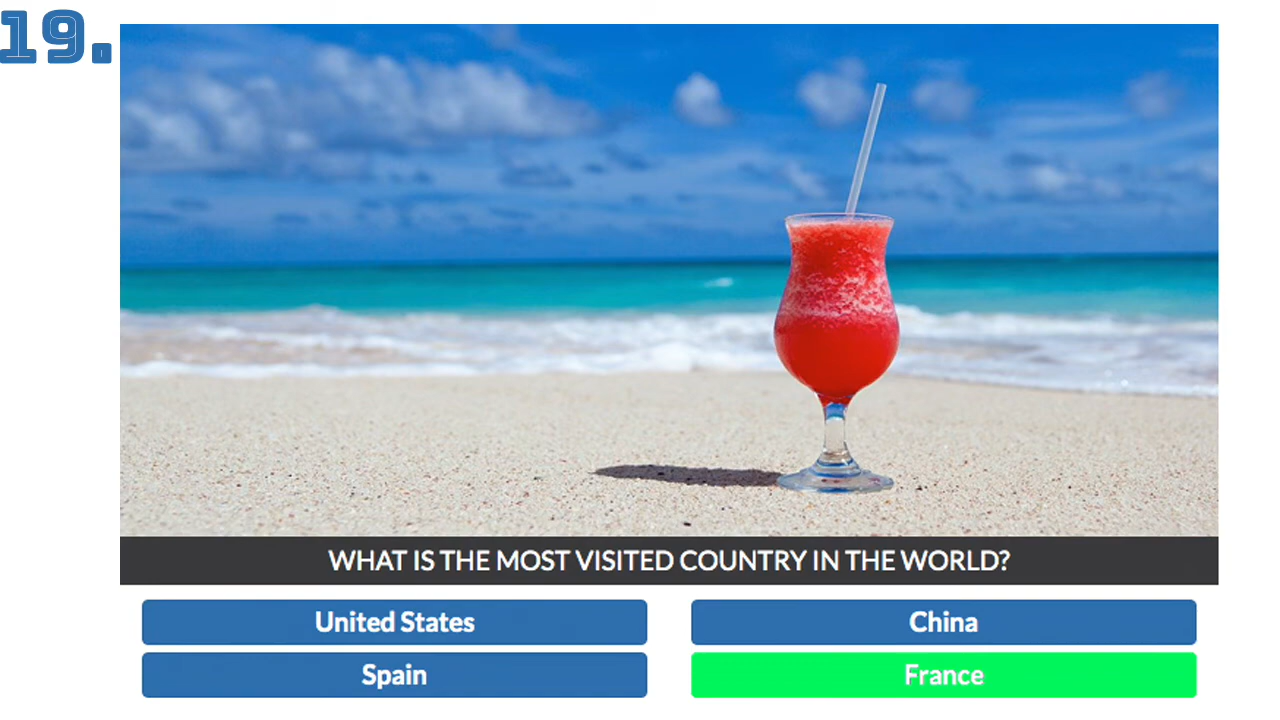 19.
WHAT IS THE MOST VISITED COUNTRY IN THE WORLD?
United States
China
Spain
France